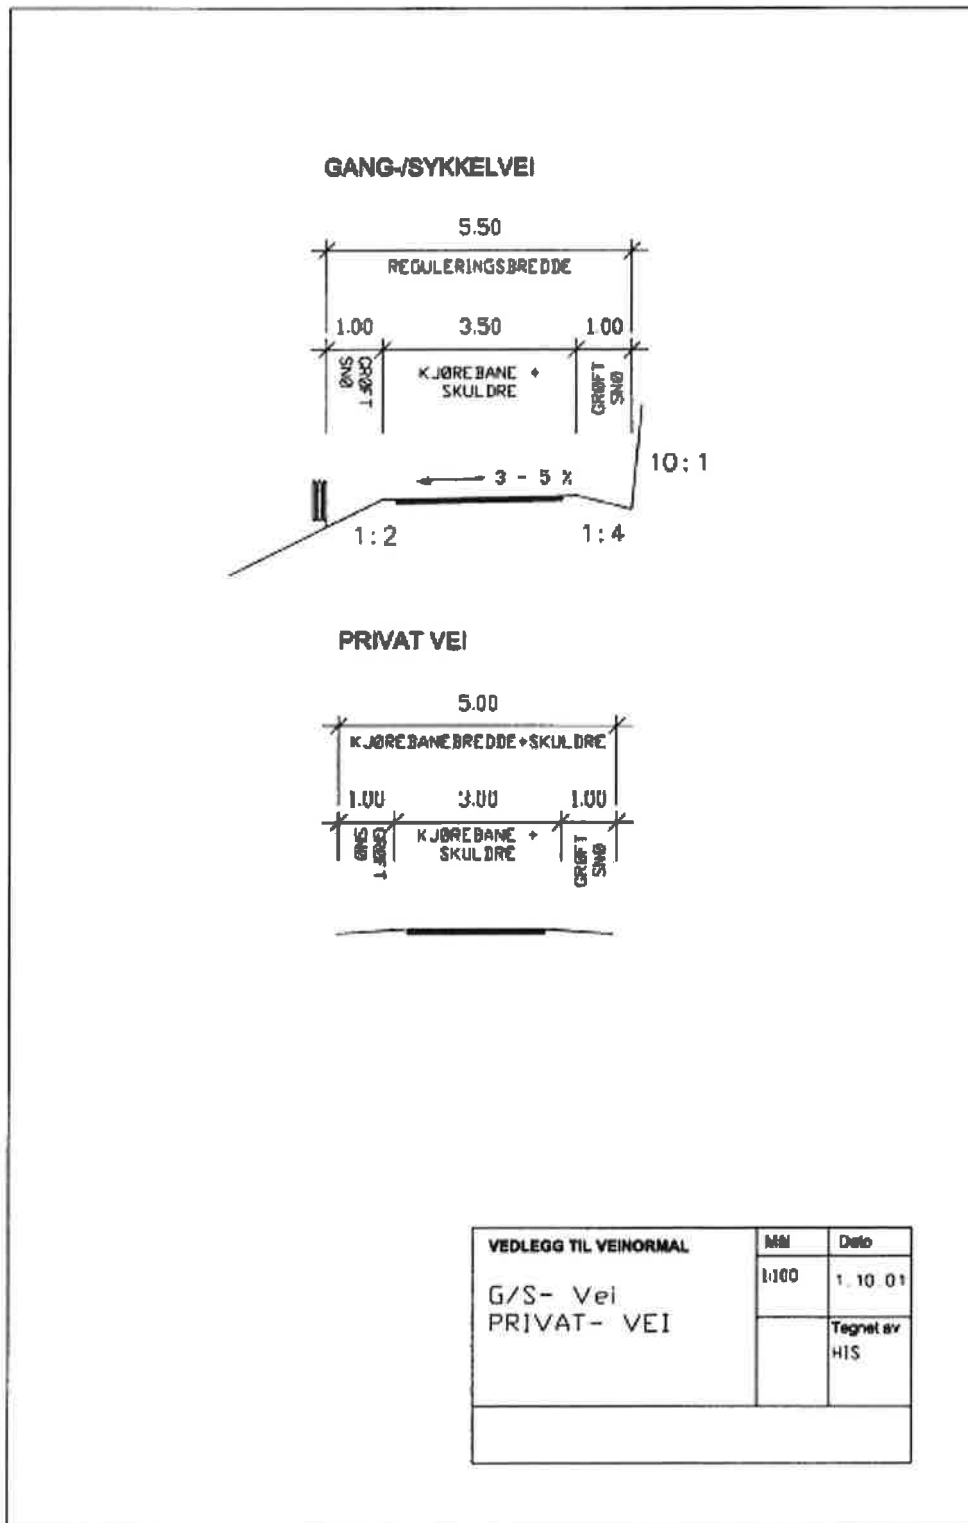 GANG-/SYKKELVEI
5.50
REGULERINGSBREDDE
1.00 3.50 1.00
GRØFT
SNØ
KJØREBANE +
SKULDRE
GRØFT
SNØ
10:1
3 - 5 %
1:2
1:4
PRIVAT VEI
5.00
KJØREBANEBREDDE+SKULDRE
1.00 3.00 1.00
GRØFT
SNØ
KJØREBANE +
SKULDRE
GRØFT
SNØ
VEDLEGG TIL VEINORMAL
G/S- Vei
PRIVAT- VEI
Dato
1:100
1.10.01
Tegnet av
HIS